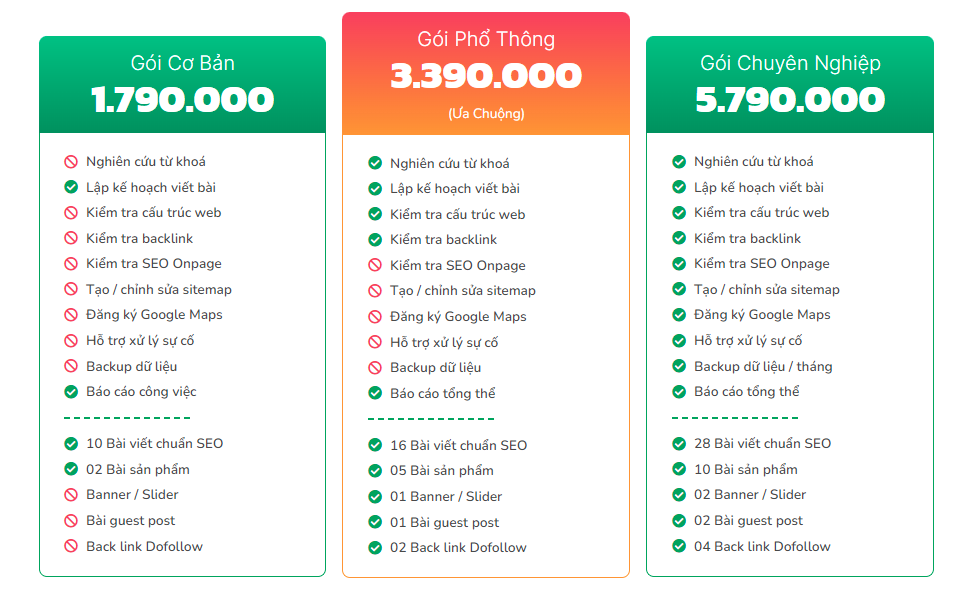 Gói Cơ Bản
1.790.000
Nghiên cứu từ khoá
Lập kế hoạch viết bài
Kiểm tra cấu trúc web
Kiểm tra backlink
Kiểm tra SEO Onpage
Tạo / chỉnh sửa sitemap
Đăng ký Google Maps
Hỗ trợ xử lý sự cố
Backup dữ liệu
Báo cáo công việc
10 Bài viết chuẩn SEO
02 Bài sản phẩm
Banner / Slider
Bài guest post
Back link Dofollow
Gói Phổ Thông
3.390.000
(Ưa Chuộng)
Nghiên cứu từ khoá
Lập kế hoạch viết bài
Kiểm tra cấu trúc web
Kiểm tra backlink
Kiểm tra SEO Onpage
Tạo / chỉnh sửa sitemap
Đăng ký Google Maps
Hỗ trợ xử lý sự cố
Backup dữ liệu
Báo cáo tổng thể
16 Bài viết chuẩn SEO
05 Bài sản phẩm
01 Banner / Slider
01 Bài guest post
02 Back link Dofollow
Gói Chuyên Nghiệp
5.790.000
Nghiên cứu từ khoá
Lập kế hoạch viết bài
Kiểm tra cấu trúc web
Kiểm tra backlink
Kiểm tra SEO Onpage
Tạo / chỉnh sửa sitemap
Đăng ký Google Maps
Hỗ trợ xử lý sự cố
Backup dữ liệu / tháng
Báo cáo tổng thể
28 Bài viết chuẩn SEO
10 Bài sản phẩm
02 Banner / Slider
02 Bài guest post
04 Back link Dofollow